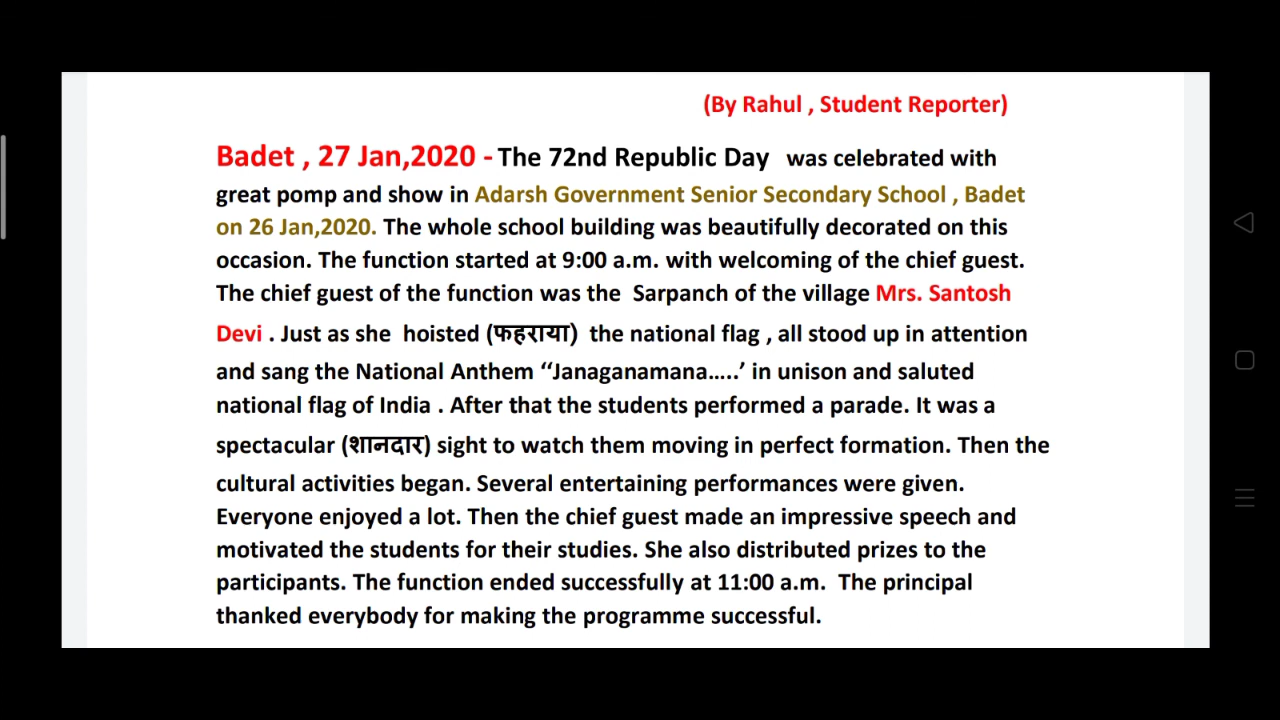 (By Rahul , Student Reporter)
Badet , 27 Jan,2020 - The 72nd Republic Day was celebrated with
great pomp and show in Adarsh Government Senior Secondary School , Badet
on 26 Jan,2020. The whole school building was beautifully decorated on this
occasion. The function started at 9:00 a.m. with welcoming of the chief guest.
The chief guest of the function was the Sarpanch of the village Mrs. Santosh
Devi . Just as she hoisted (फहराया) the national flag , all stood up in attention
and sang the National Anthem “Janaganamana…..’ in unison and saluted
national flag of India . After that the students performed a parade. It was a
spectacular (शानदार) sight to watch them moving in perfect formation. Then the
cultural activities began. Several entertaining performances were given.
Everyone enjoyed a lot. Then the chief guest made an impressive speech and
motivated the students for their studies. She also distributed prizes to the
participants. The function ended successfully at 11:00 a.m. The principal
thanked everybody for making the programme successful.